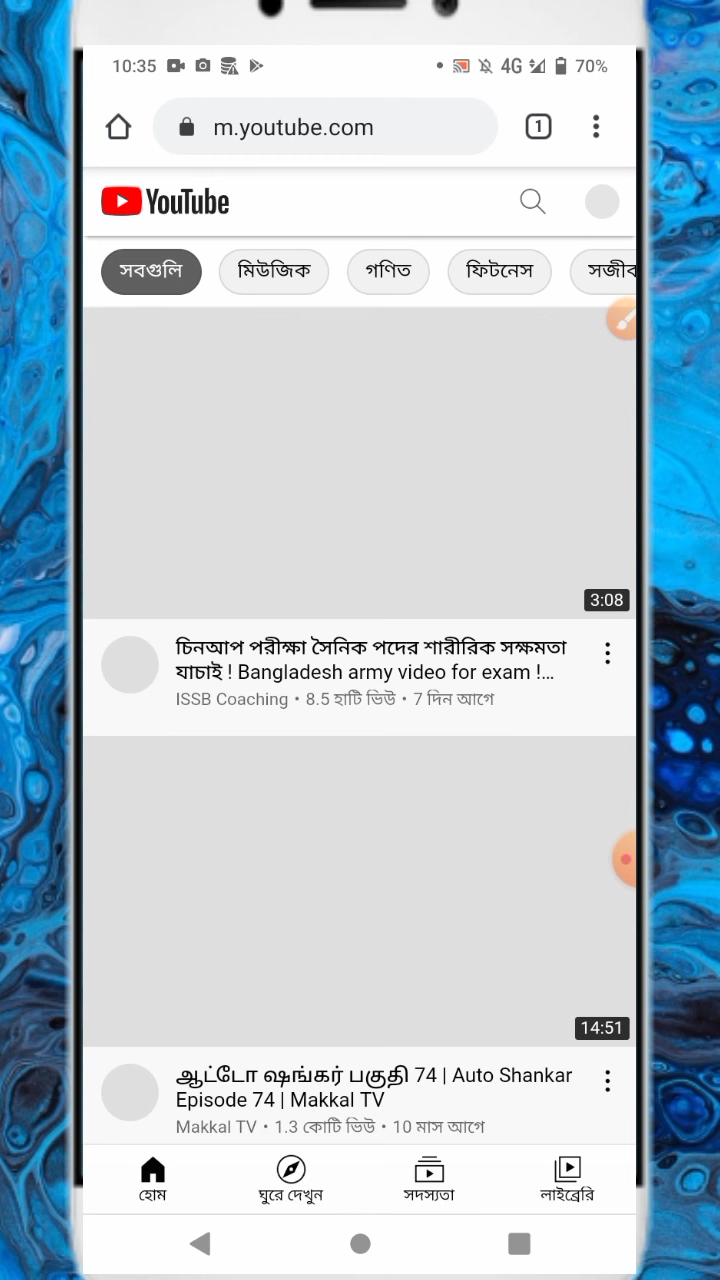 10:35
4G 70%
m.youtube.com
1
YouTube
সবগুলি মিউজিক গণিত ফিটনেস সজীব
3:08
চিনআপ পরীক্ষা সৈনিক পদের শারীরিক সক্ষমতা
যাচাই ! Bangladesh army video for exam !...
ISSB Coaching • 8.5 হাটি ভিউ • 7 দিন আগে
14:51
ஆட்டோ ஷங்கர் பகுதி 74 | Auto Shankar
Episode 74 | Makkal TV
Makkal TV • 1.3 কোটি ভিউ • 10 মাস আগে
হোম ঘুরে দেখুন সদস্যতা লাইব্রেরি